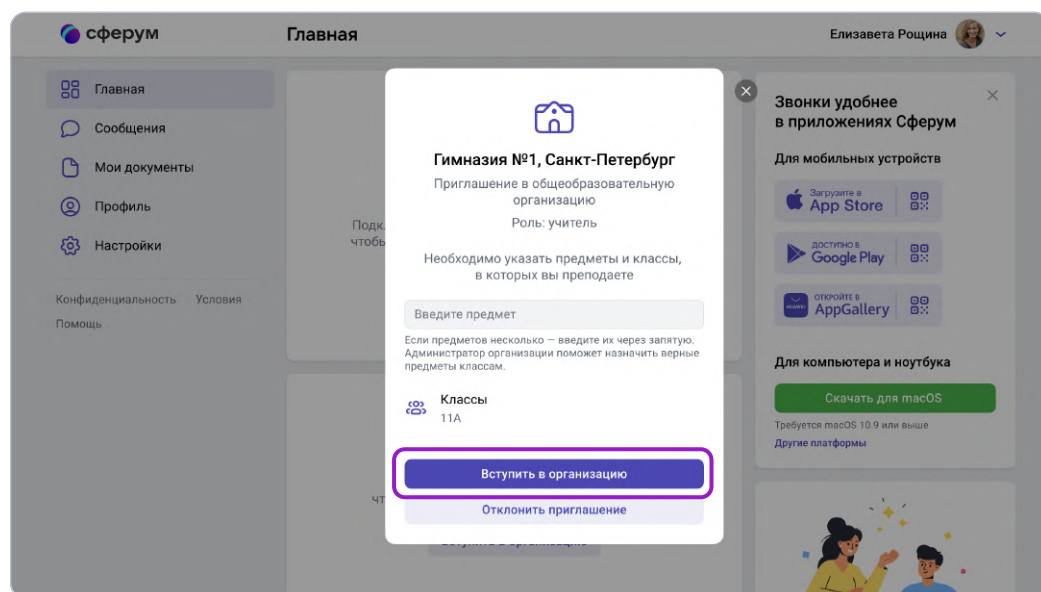 сферум
Главная
Елизавета Рощина
Главная
Сообщения
Мои документы
Профиль
Настройки
Конфиденциальность Условия
Помощь
Гимназия №1, Санкт-Петербург
Приглашение в общеобразовательную
организацию
Роль: учитель
Необходимо указать предметы и классы,
в которых вы преподаете
Введите предмет
Если предметов несколько — введите их через запятую.
Администратор организации поможет назначить верные
предметы классам.
Классы
11А
Вступить в организацию
Отклонить приглашение
Звонки удобнее
в приложениях Сферум
Для мобильных устройств
Загрузите в
App Store
ДОСТУПНО В
Google Play
ОТКРОЙТЕ В
AppGallery
HUAWEI
Для компьютера и ноутбука
Скачать для macOS
Требуется macOS 10.9 или выше
Другие платформы